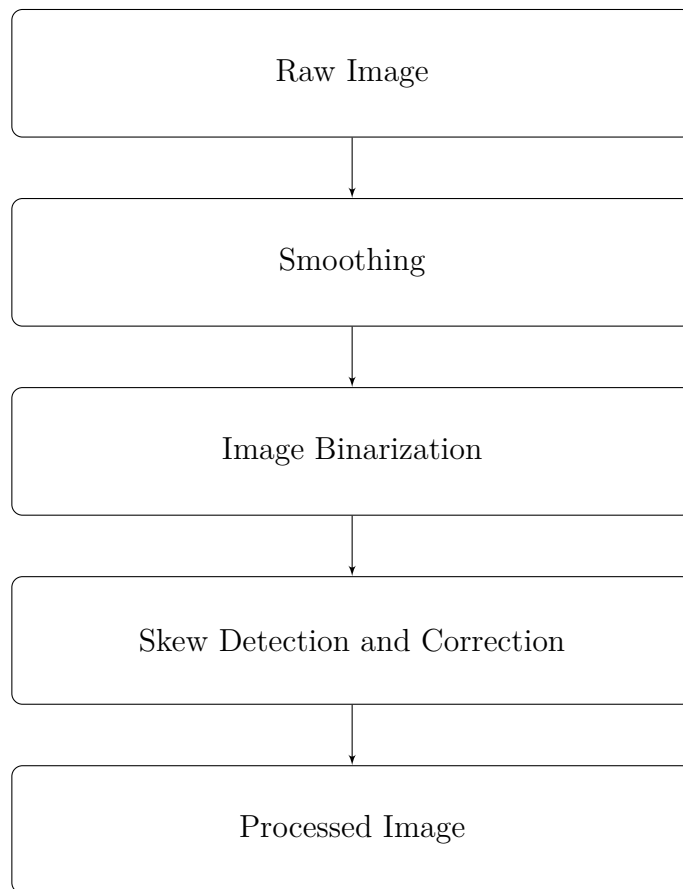 Raw Image
Smoothing
Image Binarization
Skew Detection and Correction
Processed Image